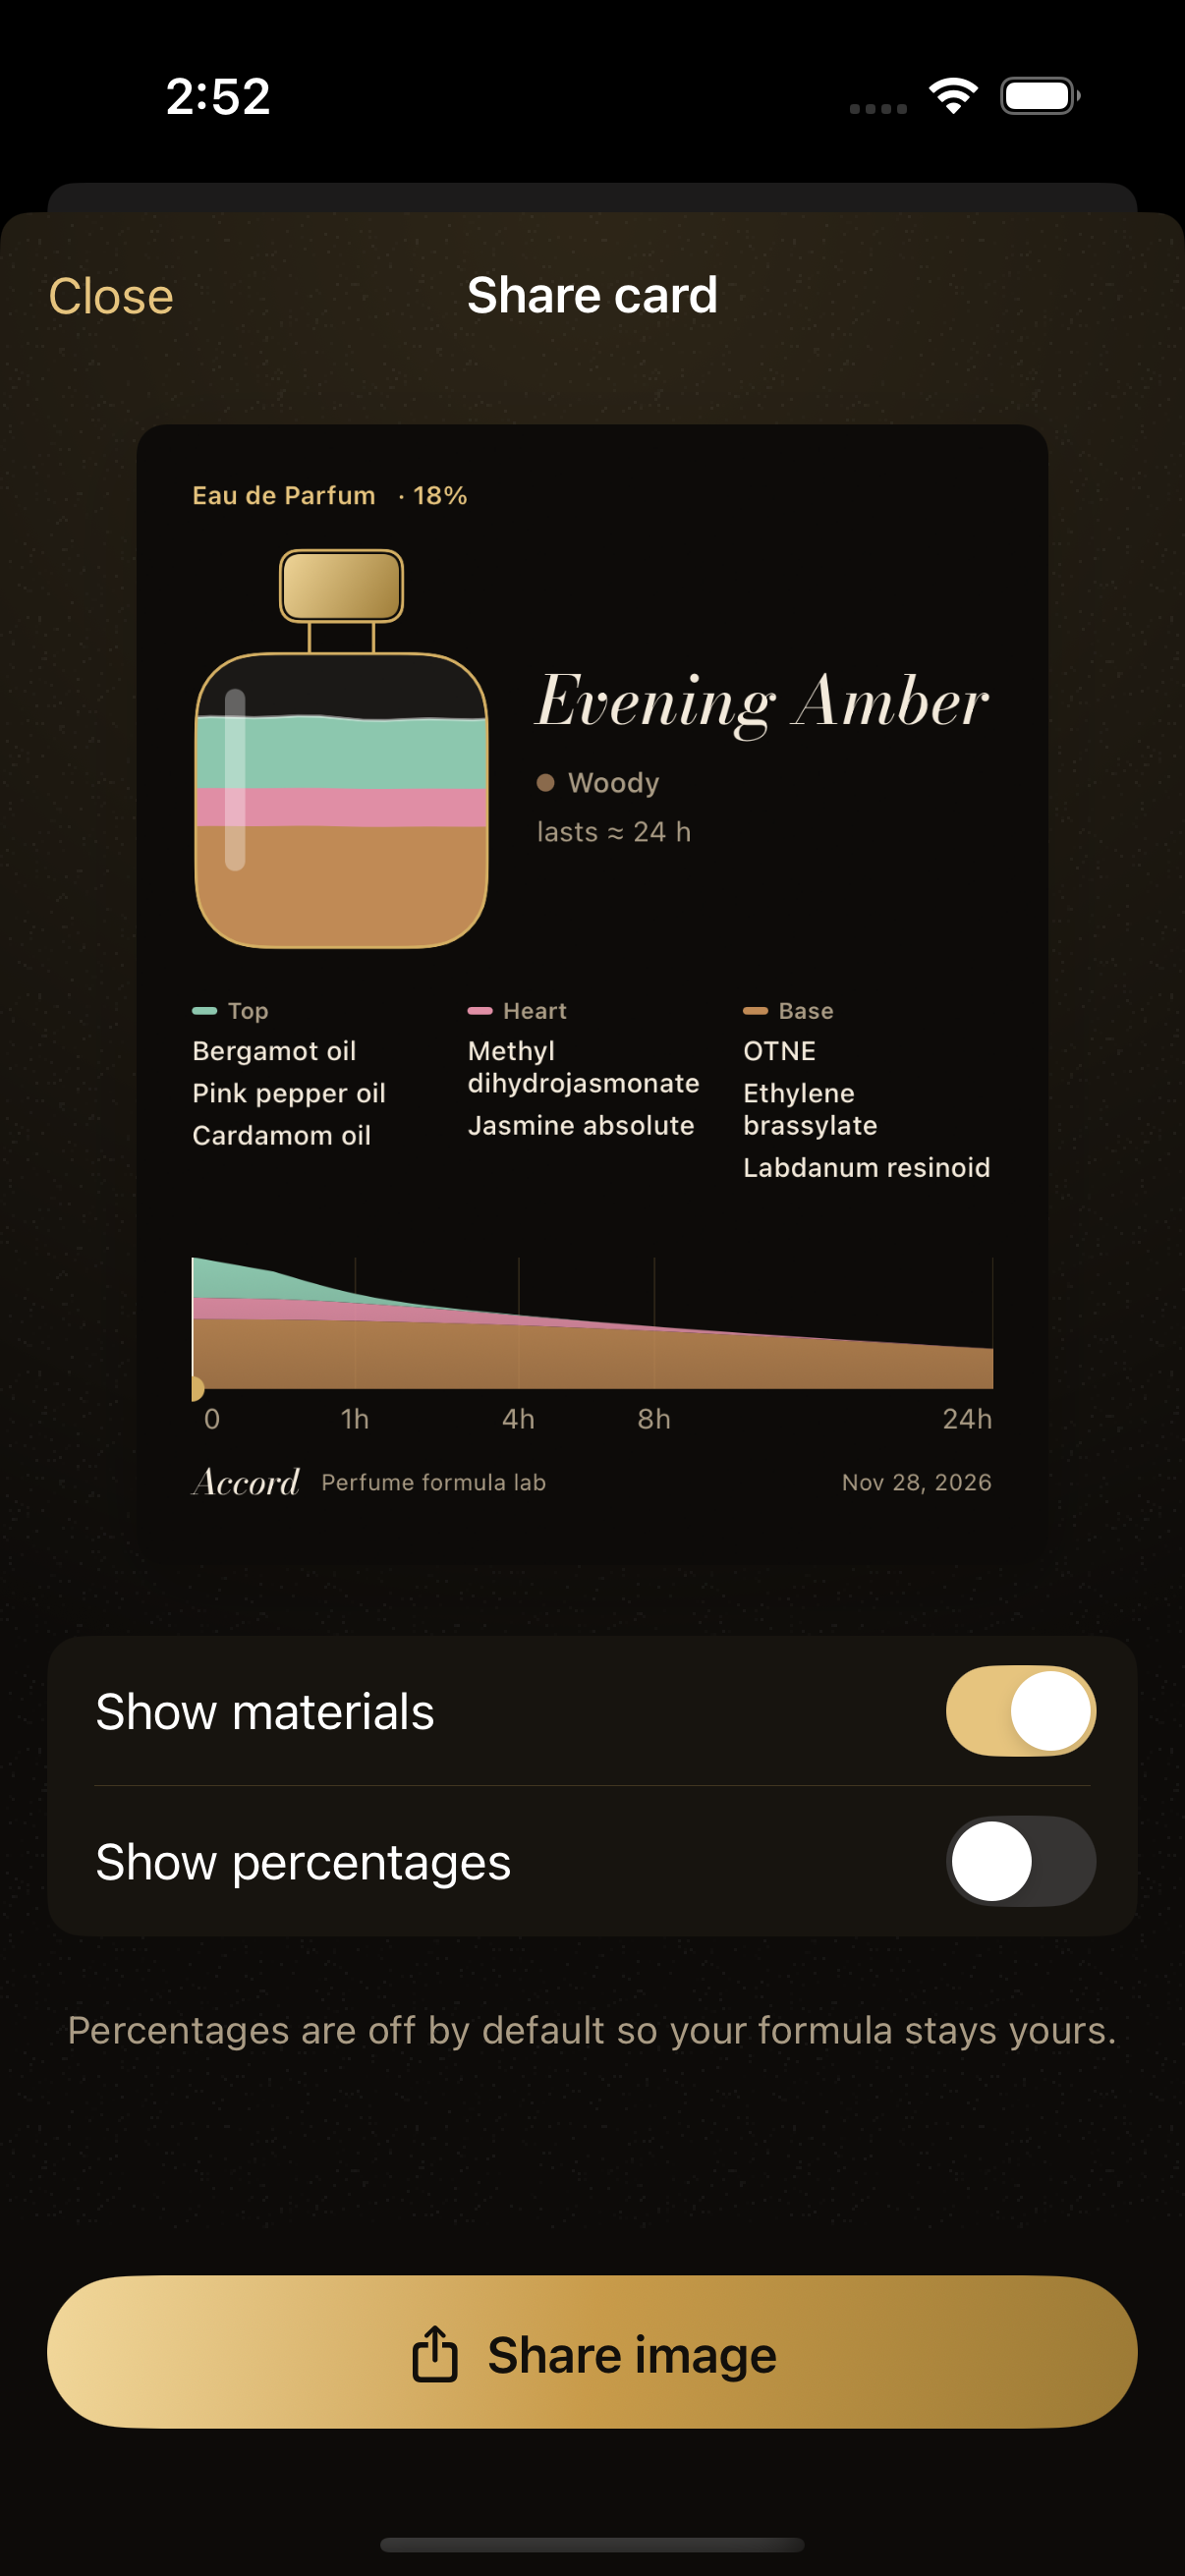 2:52
Close
Share card
Eau de Parfum · 18%
Evening Amber
Woody
lasts ≈ 24 h
Top
Bergamot oil
Pink pepper oil
Cardamom oil
Heart
Methyl
dihydrojasmonate
Jasmine absolute
Base
OTNE
Ethylene
brassylate
Labdanum resinoid
0 1h 4h 8h 24h
Accord Perfume formula lab Nov 28, 2026
Show materials
Show percentages
Percentages are off by default so your formula stays yours.
Share image